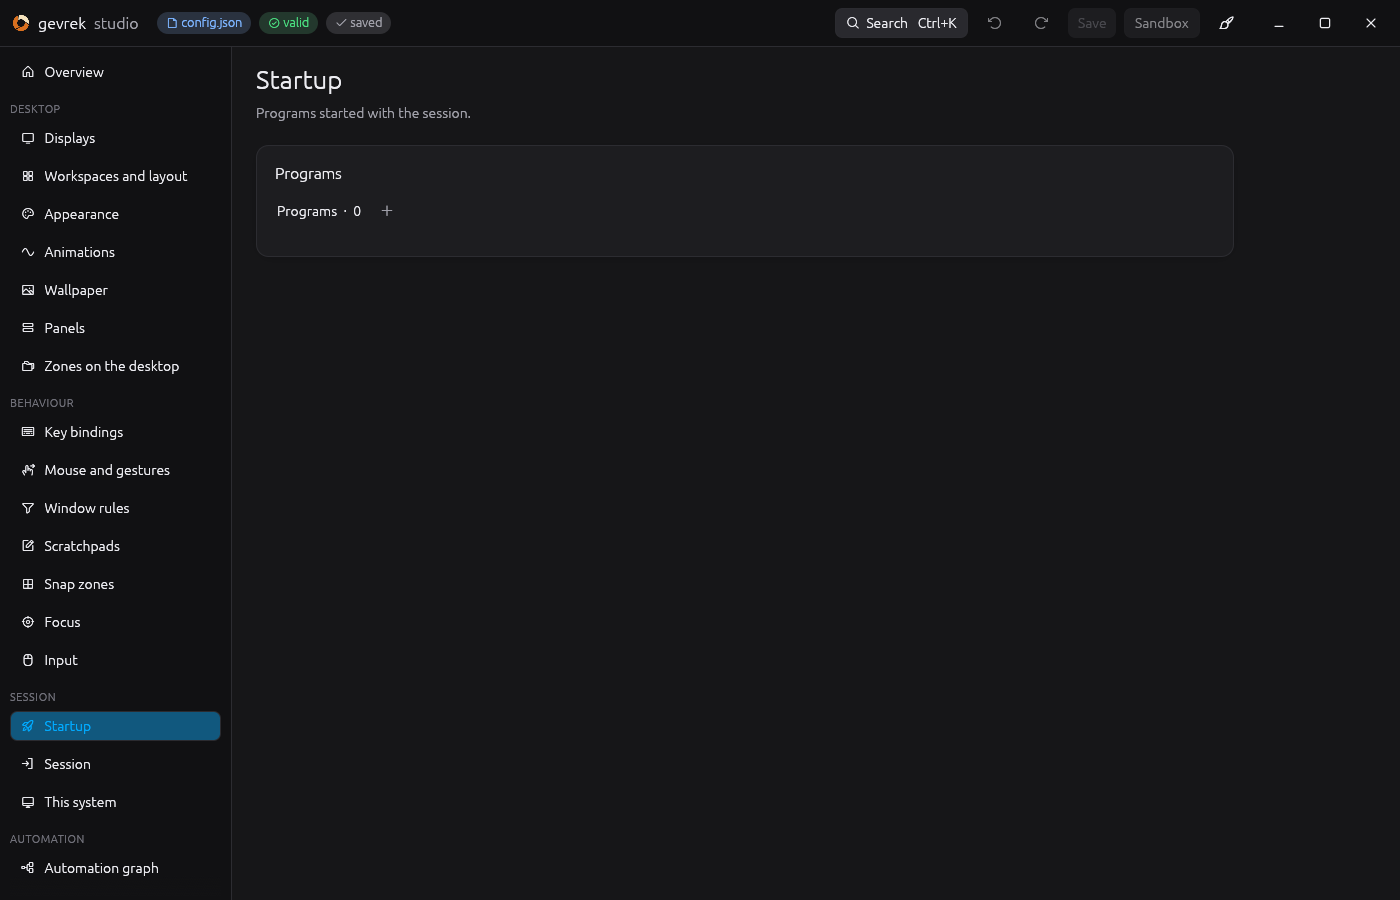 gevrek studio config.json valid saved Search Ctrl+K Save Sandbox
Overview
DESKTOP
Displays
Workspaces and layout
Appearance
Animations
Wallpaper
Panels
Zones on the desktop
BEHAVIOUR
Key bindings
Mouse and gestures
Window rules
Scratchpads
Snap zones
Focus
Input
SESSION
Startup
Session
This system
AUTOMATION
Automation graph
Startup
Programs started with the session.
Programs
Programs · 0